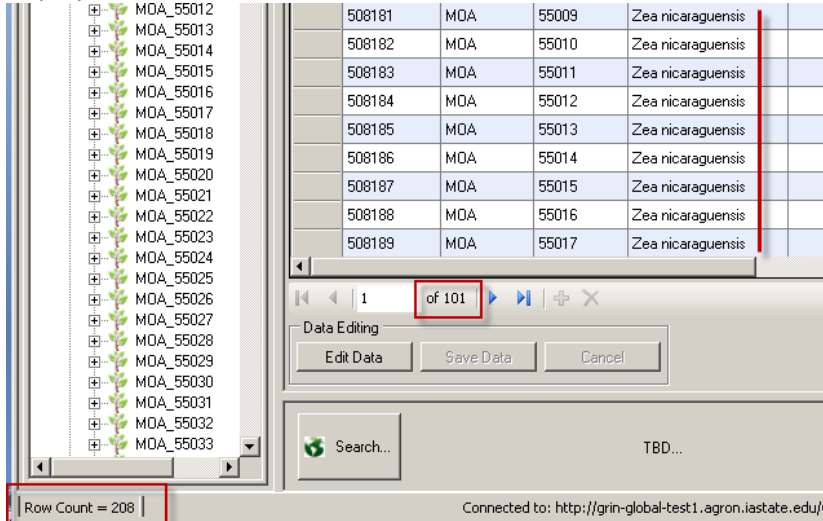 MOA_55012
MOA_55013
MOA_55014
MOA_55015
MOA_55016
MOA_55017
MOA_55018
MOA_55019
MOA_55020
MOA_55021
MOA_55022
MOA_55023
MOA_55024
MOA_55025
MOA_55026
MOA_55027
MOA_55028
MOA_55029
MOA_55030
MOA_55031
MOA_55032
MOA_55033
508181 MOA 55009 Zea nicaraguensis
508182 MOA 55010 Zea nicaraguensis
508183 MOA 55011 Zea nicaraguensis
508184 MOA 55012 Zea nicaraguensis
508185 MOA 55013 Zea nicaraguensis
508186 MOA 55014 Zea nicaraguensis
508187 MOA 55015 Zea nicaraguensis
508188 MOA 55016 Zea nicaraguensis
508189 MOA 55017 Zea nicaraguensis
1 of 101
Data Editing
Edit Data Save Data Cancel
Search... TBD...
Row Count = 208 Connected to: http://grin-global-test1.agron.iastate.edu/